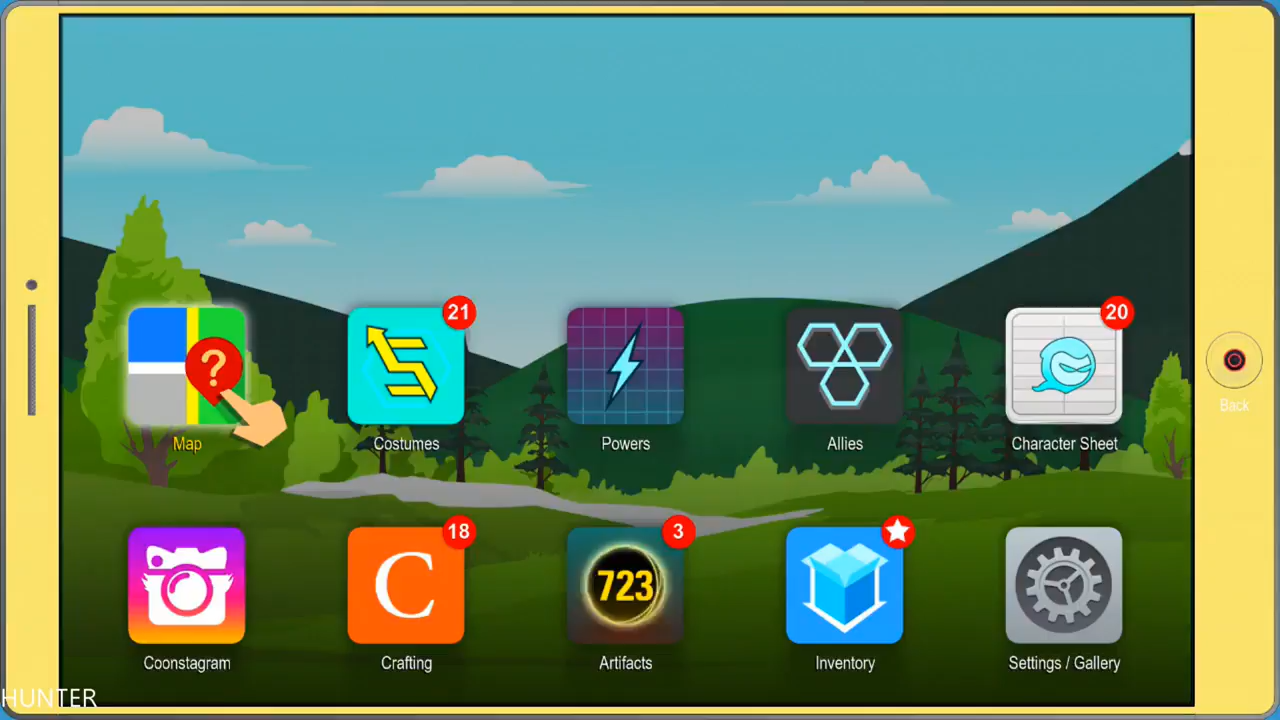 21
20
?
Map
Costumes
Powers
Allies
Character Sheet
Back
18
3
C
723
Coonstagram
Crafting
Artifacts
Inventory
Settings / Gallery
HUNTER